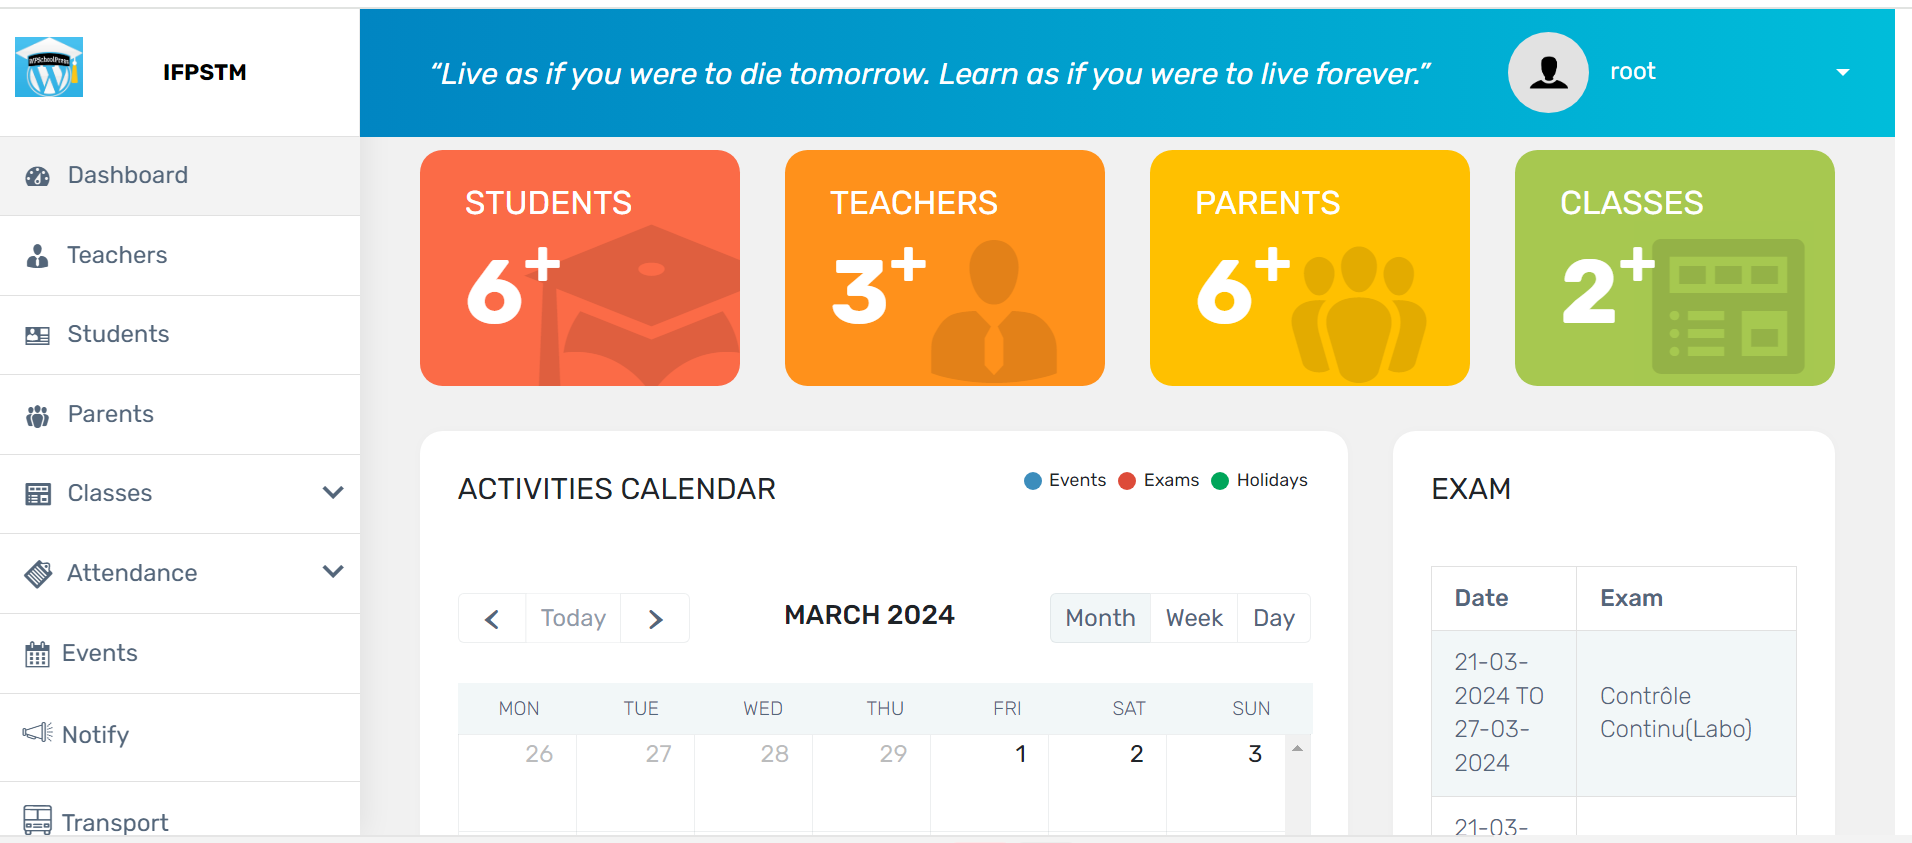 WPSchoolPress
IFPSTM
“Live as if you were to die tomorrow. Learn as if you were to live forever.”
root
Dashboard
Teachers
Students
Parents
Classes
Attendance
Events
Notify
Transport
STUDENTS
6+
TEACHERS
3+
PARENTS
6+
CLASSES
2+
ACTIVITIES CALENDAR
Events Exams Holidays
Today
MARCH 2024
Month Week Day
MON TUE WED THU FRI SAT SUN
26 27 28 29 1 2 3
EXAM
Date Exam
21-03-
2024 TO
27-03-
2024
Contrôle
Continu(Labo)
21-03-